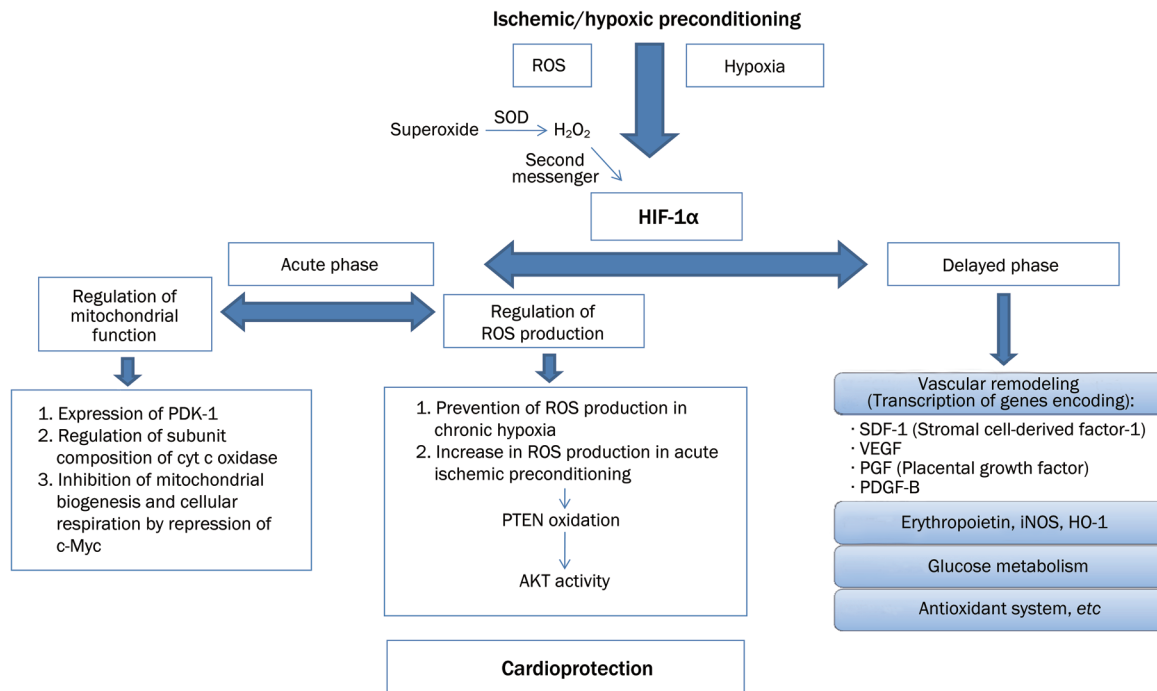 Ischemic/hypoxic preconditioning
ROS
Hypoxia
SOD
Superoxide
H₂O₂
Second
messenger
HIF-1α
Acute phase
Delayed phase
Regulation of
mitochondrial
function
Regulation of
ROS production
1. Expression of PDK-1
2. Regulation of subunit
composition of cyt c oxidase
3. Inhibition of mitochondrial
biogenesis and cellular
respiration by repression of
c-Myc
1. Prevention of ROS production in
chronic hypoxia
2. Increase in ROS production in acute
ischemic preconditioning
PTEN oxidation
AKT activity
Vascular remodeling
(Transcription of genes encoding):
· SDF-1 (Stromal cell-derived factor-1)
· VEGF
· PGF (Placental growth factor)
· PDGF-B
Erythropoietin, iNOS, HO-1
Glucose metabolism
Antioxidant system, etc
Cardioprotection